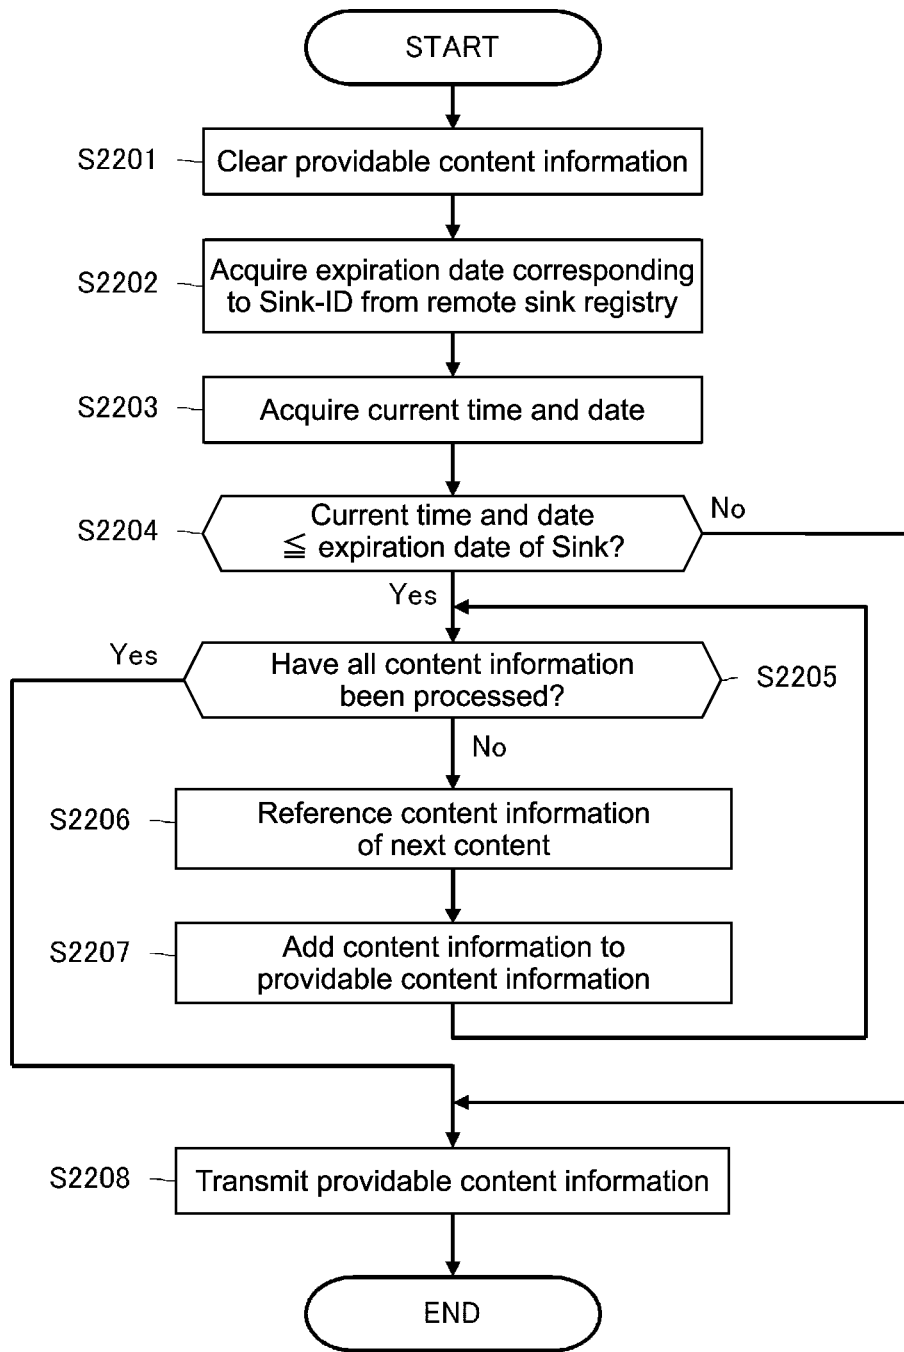 START
S2201
Clear providable content information
S2202
Acquire expiration date corresponding
to Sink-ID from remote sink registry
S2203
Acquire current time and date
S2204
Current time and date
≦ expiration date of Sink?
No
Yes
Yes
Have all content information
been processed?
S2205
No
S2206
Reference content information
of next content
S2207
Add content information to
providable content information
S2208
Transmit providable content information
END